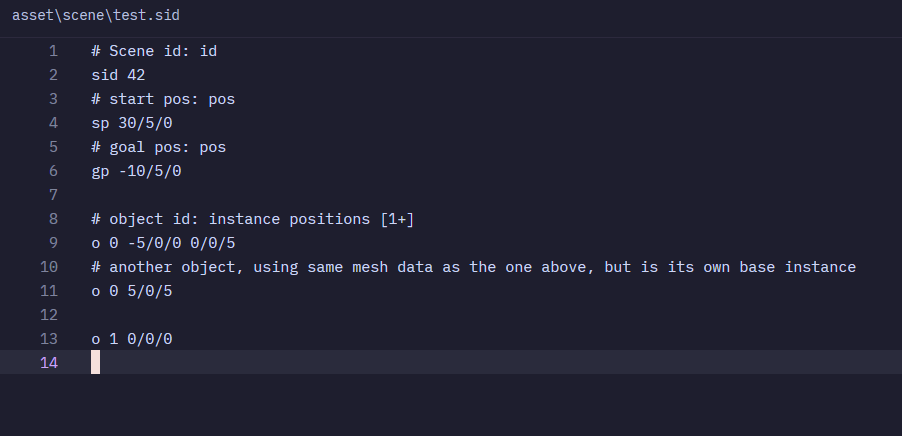 asset\scene\test.sid
1 # Scene id: id
2 sid 42
3 # start pos: pos
4 sp 30/5/0
5 # goal pos: pos
6 gp -10/5/0
7
8 # object id: instance positions [1+]
9 o 0 -5/0/0 0/0/5
10 # another object, using same mesh data as the one above, but is its own base instance
11 o 0 5/0/5
12
13 o 1 0/0/0
14